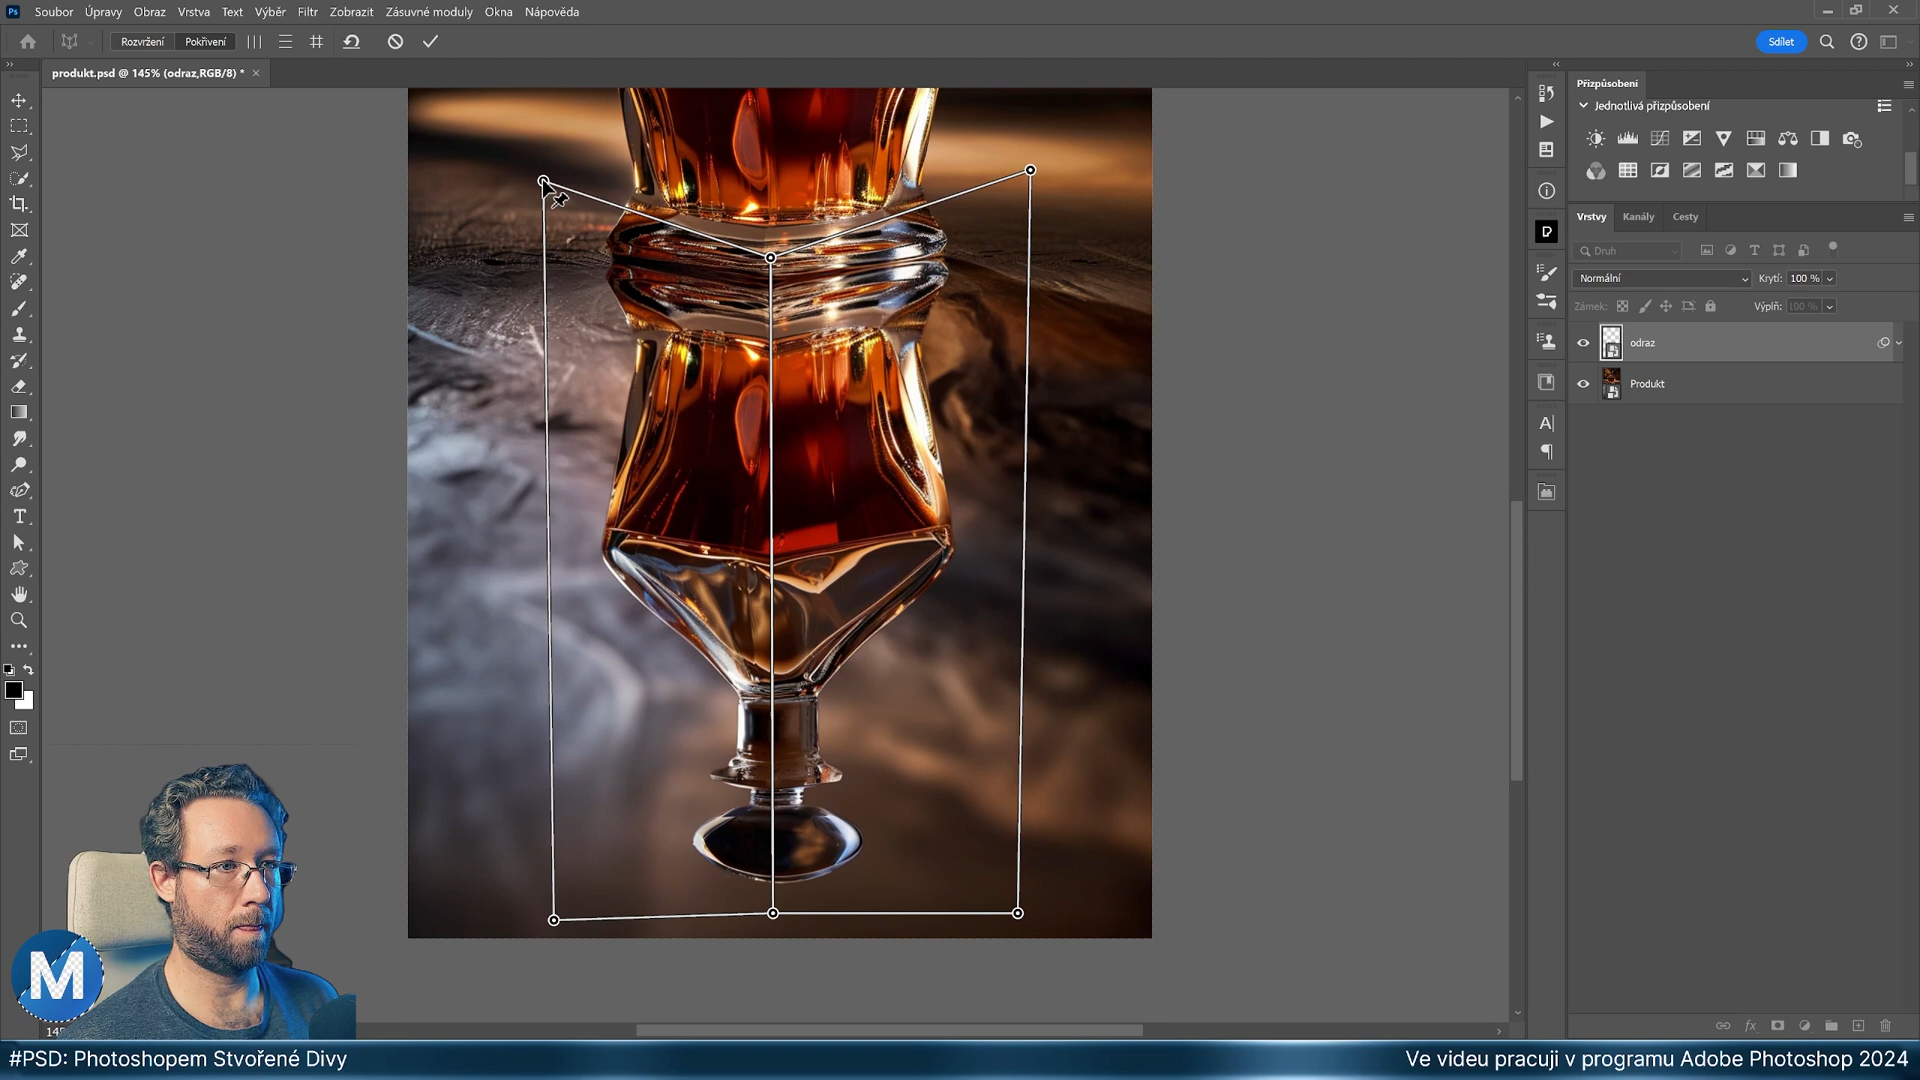 Ps Soubor Úpravy Obraz Vrstva Text Výběr Filtr Zobrazit Zásuvné moduly Okna Nápověda
Rozvržení Pokřivení Sdílet
produkt.psd @ 145% (odraz,RGB/8) *
Přizpůsobení
Jednotlivá přizpůsobení
Vrstvy Kanály Cesty
Druh
Normální Krytí: 100 %
Zámek: Výplň: 100 %
odraz
Produkt
M
145
#PSD: Photoshopem Stvořené Divy
Ve videu pracuji v programu Adobe Photoshop 2024